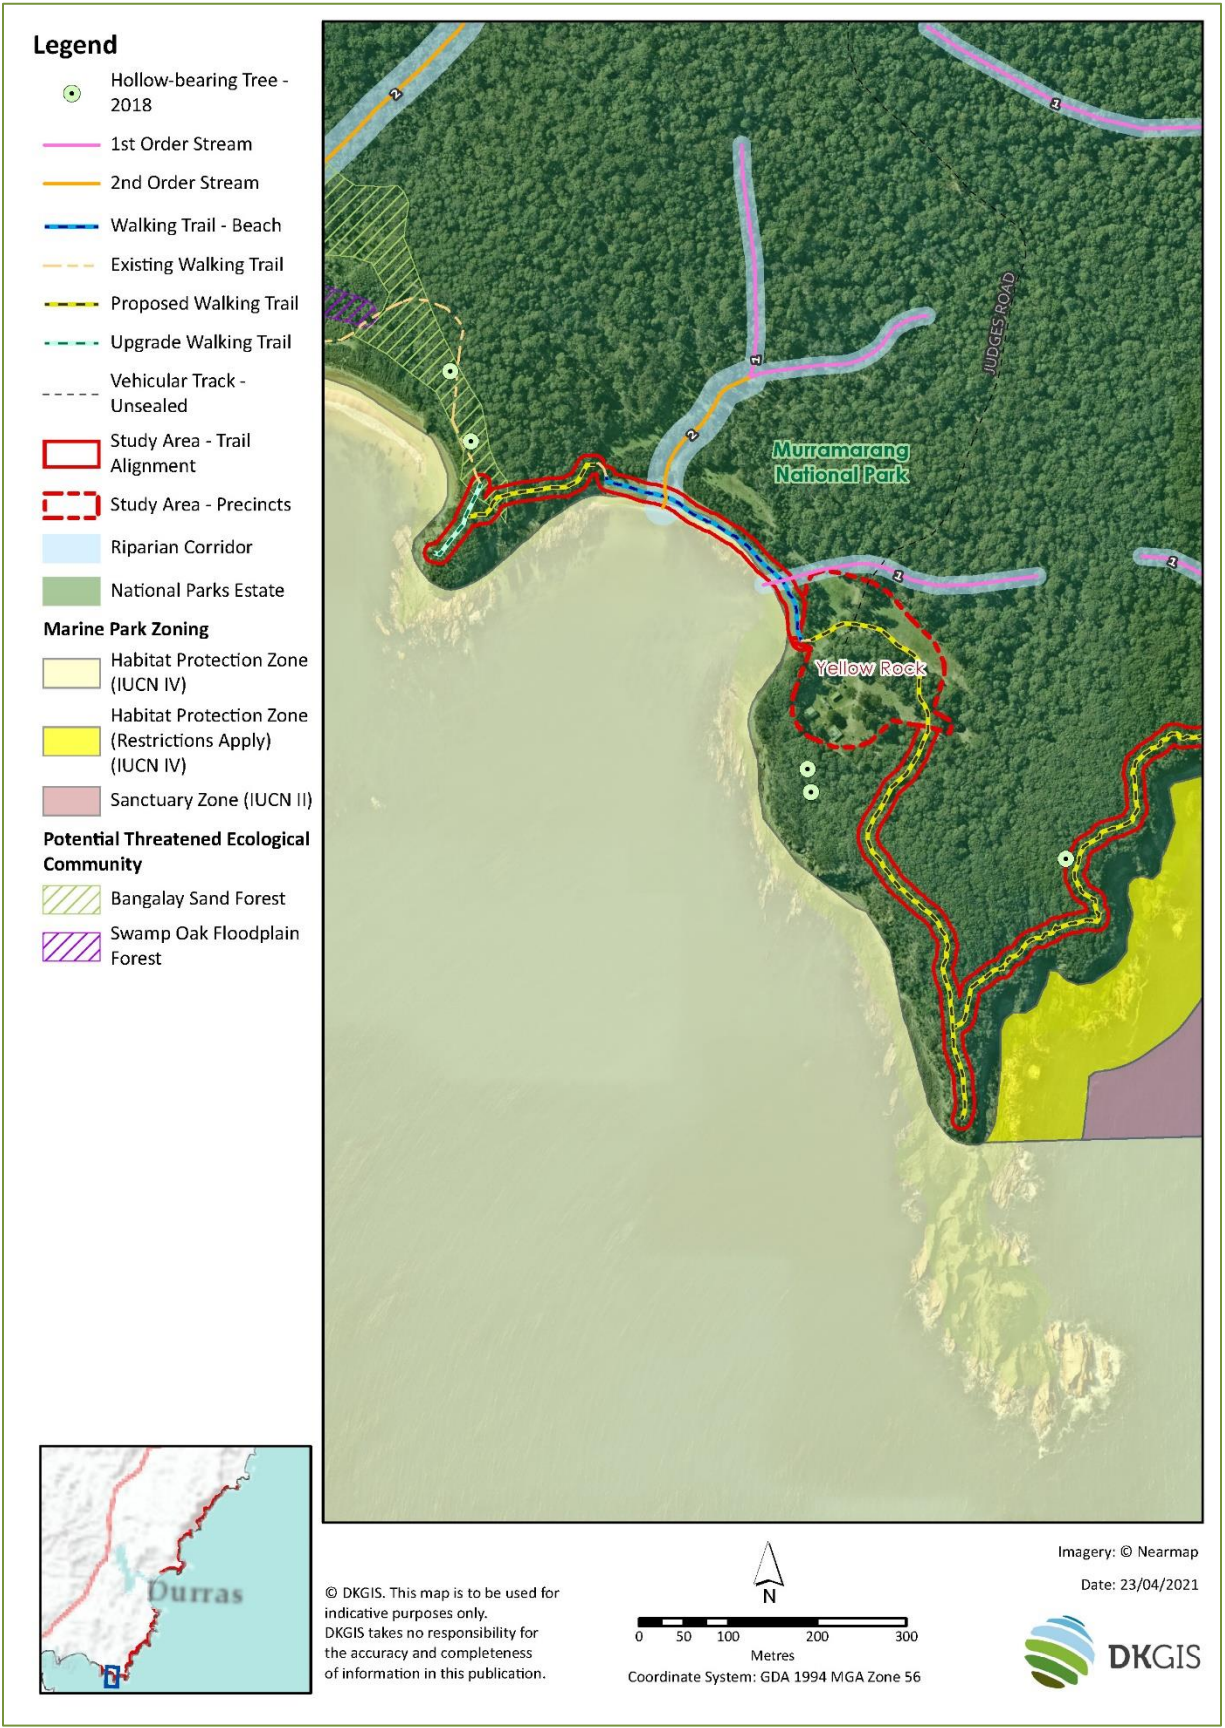 Legend
Hollow-bearing Tree -
2018
1st Order Stream
2nd Order Stream
Walking Trail - Beach
Existing Walking Trail
Proposed Walking Trail
Upgrade Walking Trail
Vehicular Track -
Unsealed
Study Area - Trail
Alignment
Study Area - Precincts
Riparian Corridor
National Parks Estate
Marine Park Zoning
Habitat Protection Zone
(IUCN IV)
Habitat Protection Zone
(Restrictions Apply)
(IUCN IV)
Sanctuary Zone (IUCN II)
Potential Threatened Ecological
Community
Bangalay Sand Forest
Swamp Oak Floodplain
Forest
2
1
JUDGES ROAD
1
2
Murramarang
National Park
1
1
Yellow Rock
Durras
© DKGIS. This map is to be used for
indicative purposes only.
DKGIS takes no responsibility for
the accuracy and completeness
of information in this publication.
N
0 50 100 200 300
Metres
Coordinate System: GDA 1994 MGA Zone 56
Imagery: © Nearmap
Date: 23/04/2021
DKGIS